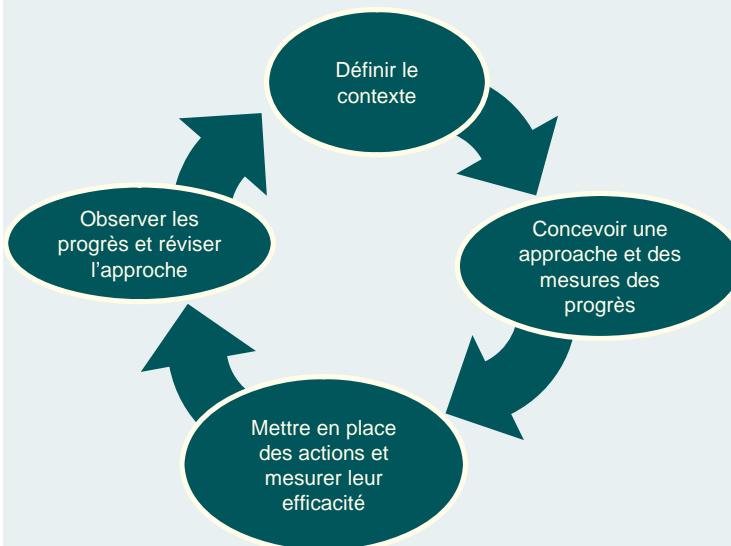 Définir le
contexte
Concevoir une
approache et des
mesures des
progrès
Mettre en place
des actions et
mesurer leur
efficacité
Observer les
progrès et réviser
l'approche